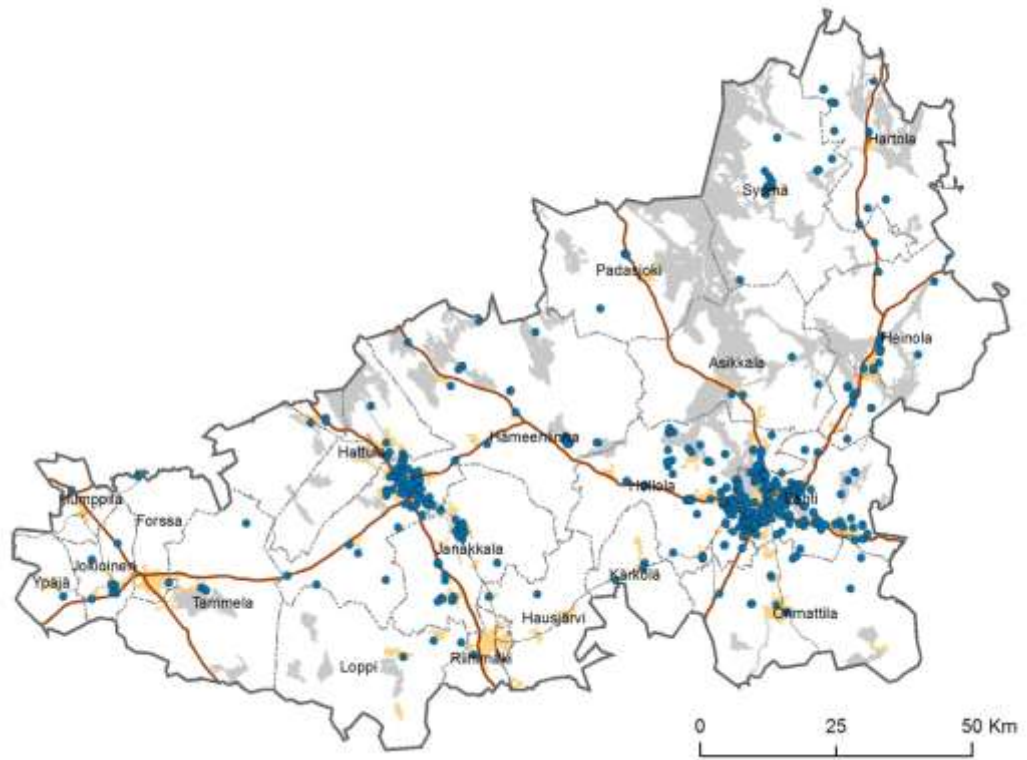 Hartola
Sysmä
Padasjoki
Heinola
Asikkala
Hämeenlinna
Hattula
Hollola
Lahti
Humppila
Forssa
Janakkala
Jokioinen
Ypäjä
Kärkölä
Tammela
Hausjärvi
Orimattila
Riihimäki
Loppi
0 25 50 Km